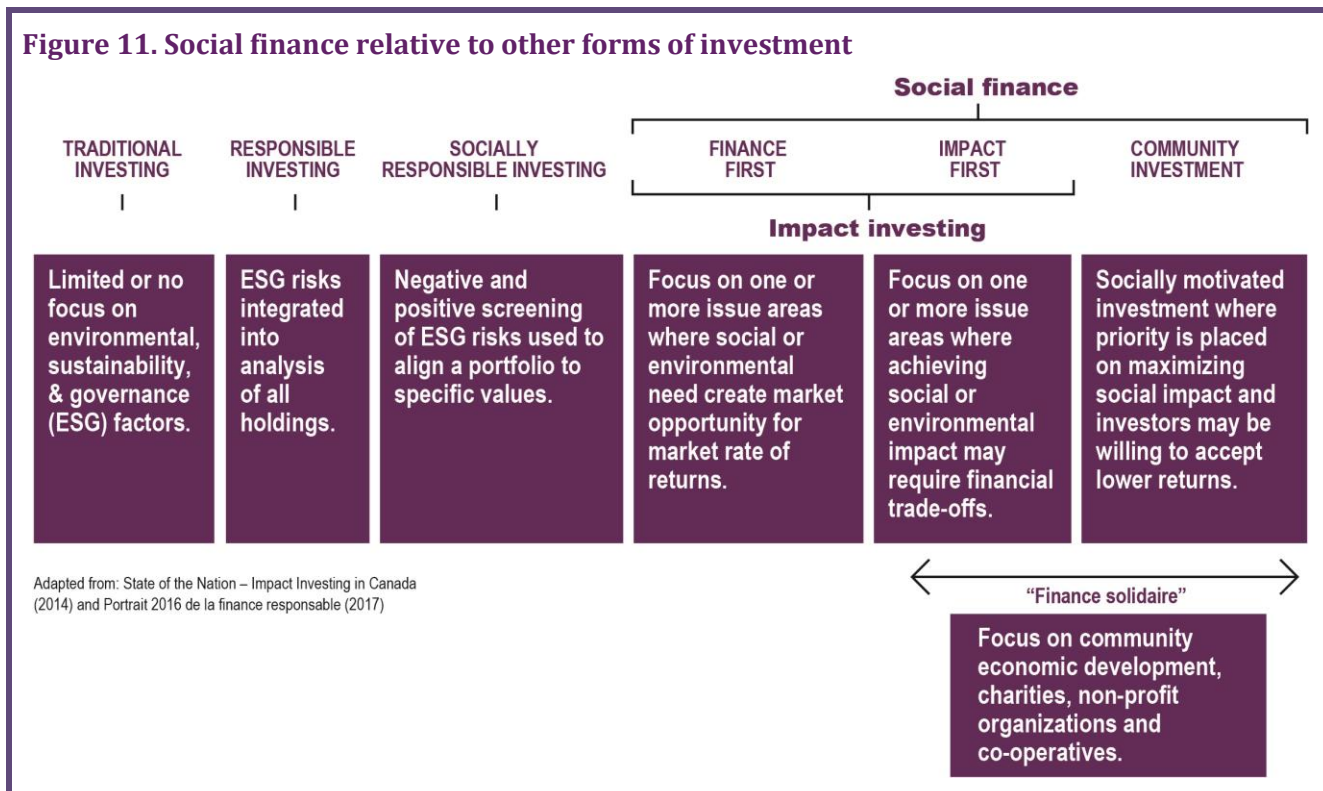 Figure 11. Social finance relative to other forms of investment
Social finance
TRADITIONAL
INVESTING
RESPONSIBLE
INVESTING
SOCIALLY
RESPONSIBLE INVESTING
FINANCE
FIRST
IMPACT
FIRST
COMMUNITY
INVESTMENT
Impact investing
Limited or no
focus on
environmental,
sustainability,
& governance
(ESG) factors.
ESG risks
integrated
into
analysis
of all
holdings.
Negative and
positive screening
of ESG risks used to
align a portfolio to
specific values.
Focus on one or
more issue areas
where social or
environmental
need create market
opportunity for
market rate of
returns.
Focus on one
or more issue
areas where
achieving
social or
environmental
impact may
require financial
trade-offs.
Socially motivated
investment where
priority is placed
on maximizing
social impact and
investors may be
willing to accept
lower returns.
Adapted from: State of the Nation – Impact Investing in Canada
(2014) and Portrait 2016 de la finance responsable (2017)
“Finance solidaire”
Focus on community
economic development,
charities, non-profit
organizations and
co-operatives.